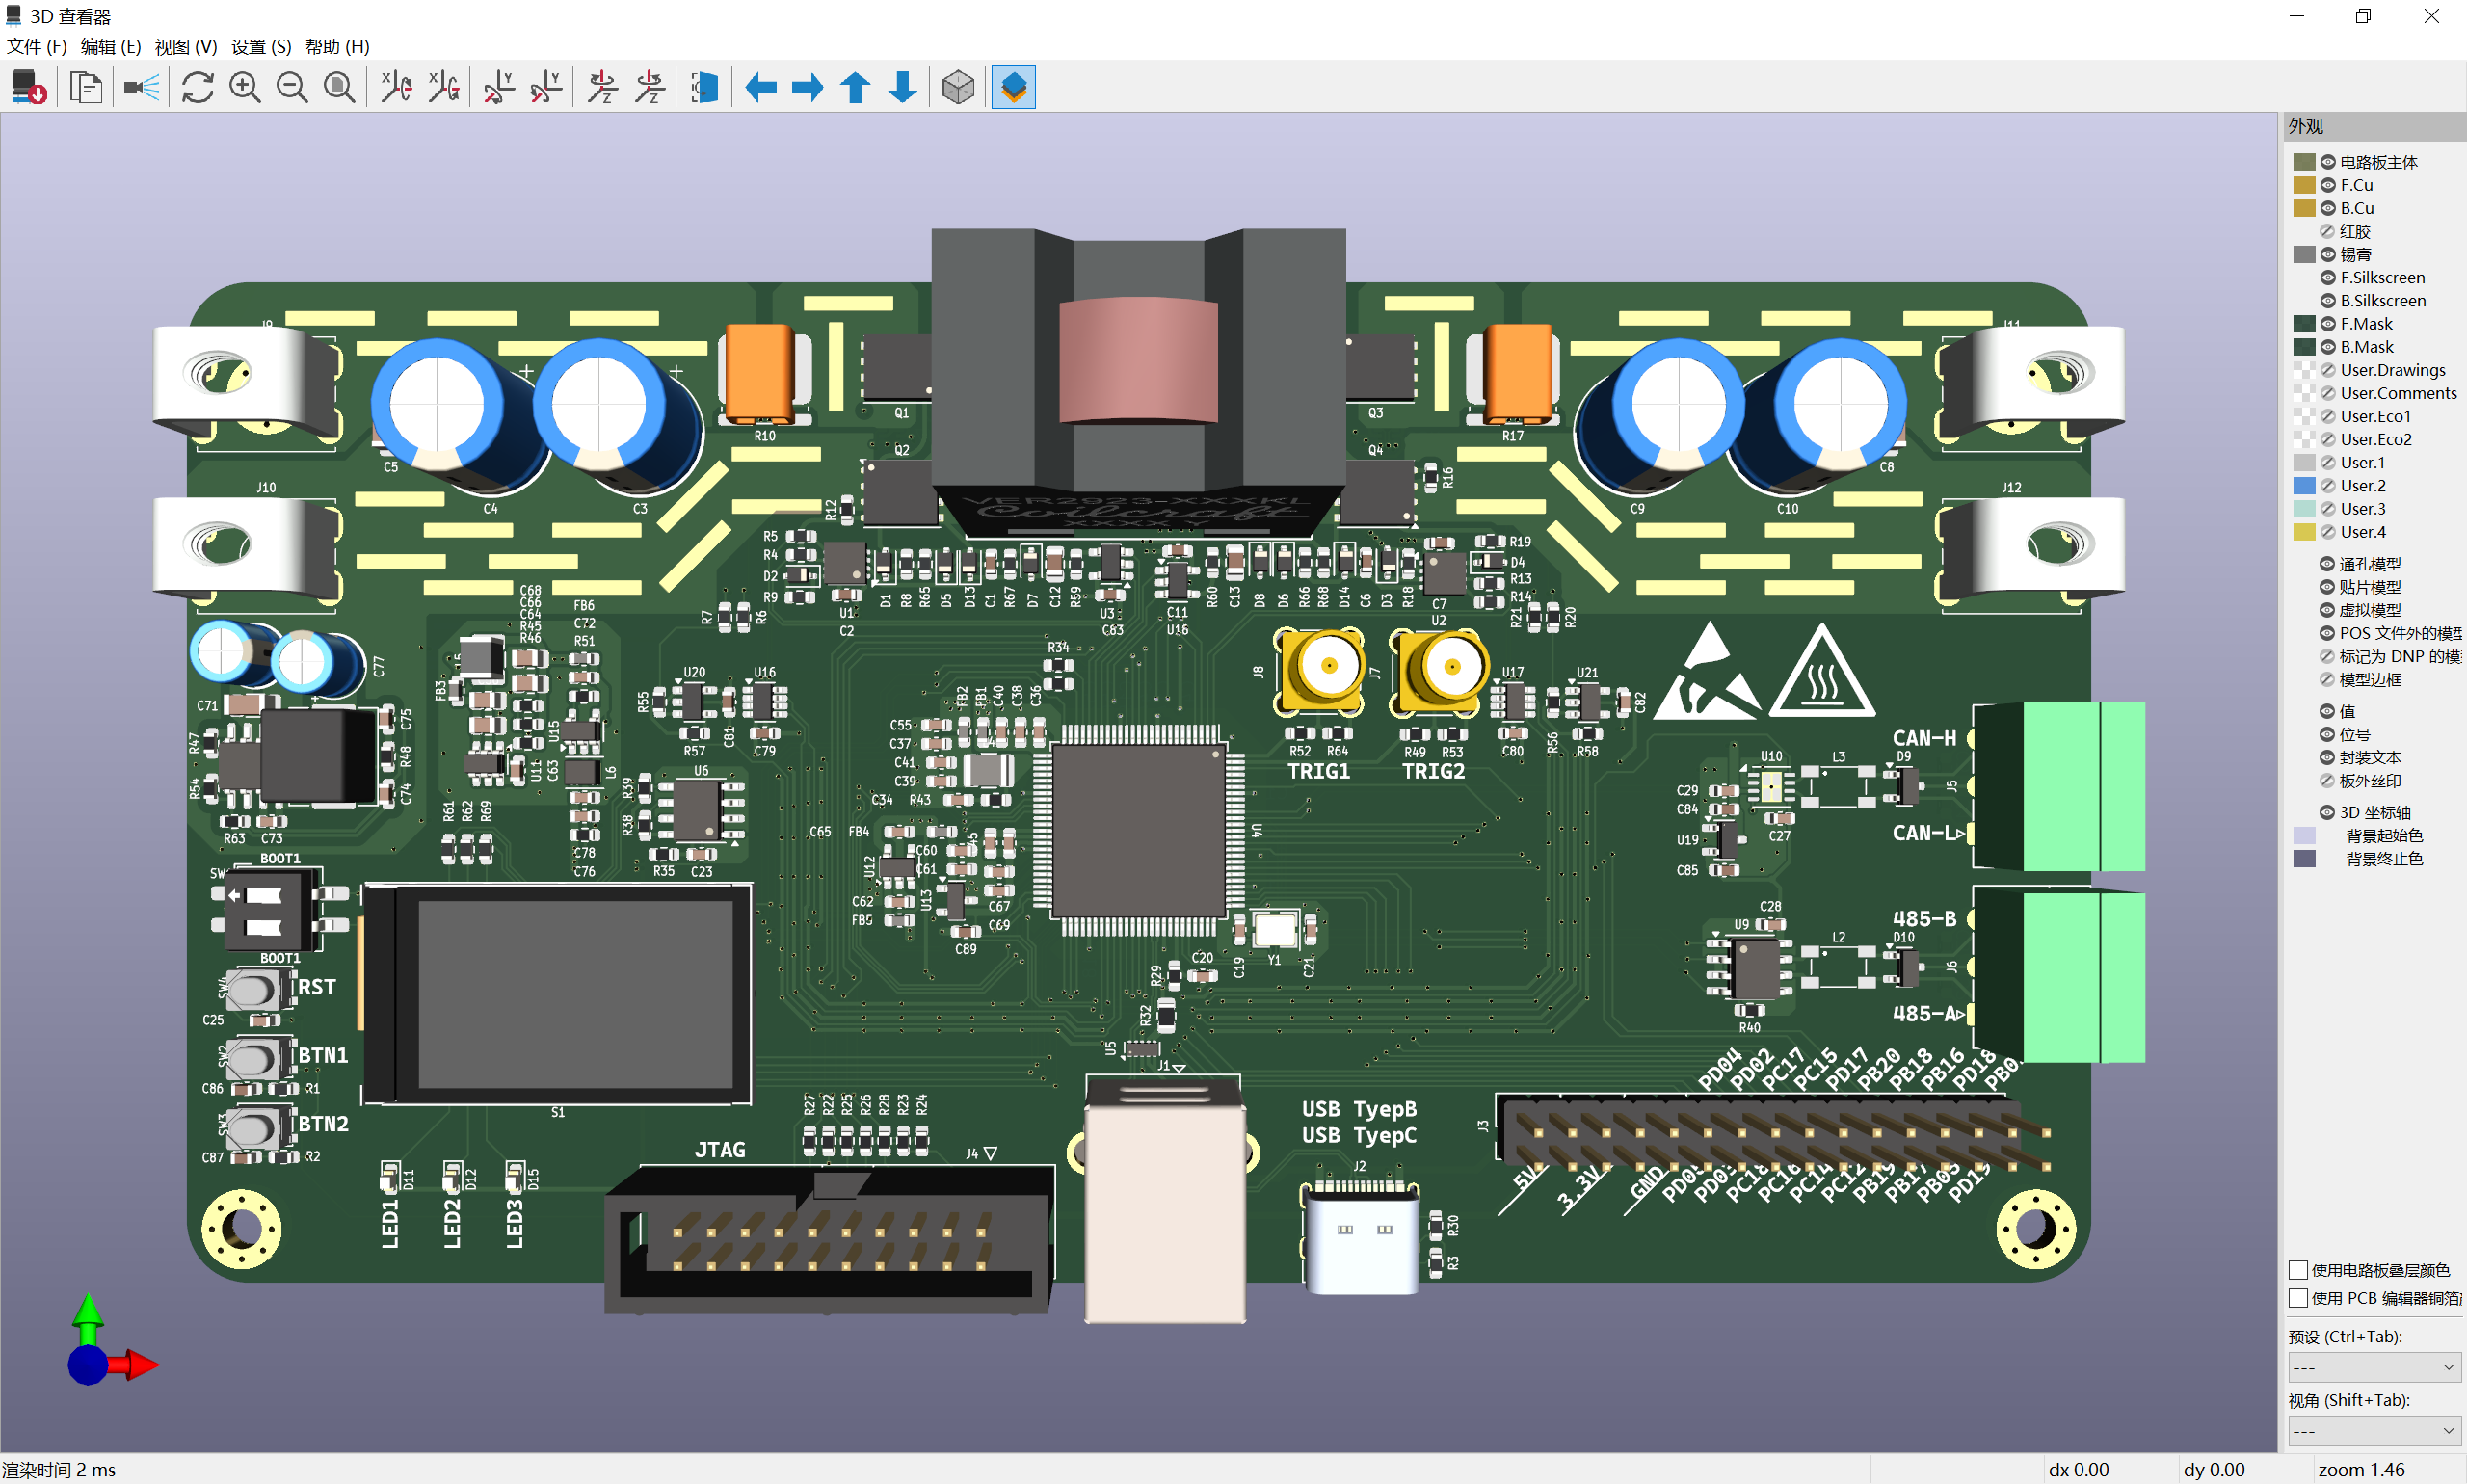 3D 查看器
文件 (F) 编辑 (E) 视图 (V) 设置 (S) 帮助 (H)
外观
电路板主体
F.Cu
B.Cu
红胶
锡膏
F.Silkscreen
B.Silkscreen
F.Mask
B.Mask
User.Drawings
User.Comments
User.Eco1
User.Eco2
User.1
User.2
User.3
User.4
通孔模型
贴片模型
虚拟模型
POS 文件外的模型
标记为 DNP 的模
模型边框
值
位号
封装文本
板外丝印
3D 坐标轴
背景起始色
背景终止色
使用电路板叠层颜色
使用 PCB 编辑器铜箔
预设 (Ctrl+Tab):
---
视角 (Shift+Tab):
---
J9
J11
Q1
Q3
R10
R17
C5
Q2
Q4
C8
J10
J12
C4
C3
C9
C10
R12
R16
VER2923-XXXKL
Coilcraft
XXXX Y
R5
R4
D2
R9
R19
D4
R13
R14
U1
C2
D1
R8
R65
D5
D13
C1
R67
D7
C12
R59
U3
C83
C11
U16
R60
C13
D8
D6
R66
R68
D14
C6
D3
R18
C7
U2
R7
R6
R21
R20
C68
C66
C64
R45
R46
FB6
C72
R51
FB3
C77
C71
C75
R47
R48
R54
C74
R63
C73
U11
U15
C63
L6
R61
R62
R69
C78
C76
R55
U20
U16
C81
R57
C79
R39
U6
R38
R35
C23
C65
R34
FB2
FB1
C40
C38
C36
C55
C37
C41
C39
C34
R43
FB4
C60
C61
U12
C62
FB5
U13
C67
C69
C89
U4
J8
J7
R52
R64
R49
R53
TRIG1
TRIG2
U17
U21
C80
R56
R58
C82
CAN-H
CAN-L
J5
U10
L3
D9
C29
C84
C27
U19
C85
485-B
485-A
J6
C28
U9
L2
D10
R40
C19
Y1
C21
R29
C20
R32
U5
J1
BOOT1
BOOT1
RST
C25
BTN1
SW2
C86
R1
BTN2
SW3
C87
R2
S1
D11
D12
D15
LED1
LED2
LED3
R27
R22
R25
R26
R28
R23
R24
JTAG
J4
USB TyepB
USB TyepC
J2
R30
R3
J3
PD04
PD02
PC17
PC15
PD17
PB20
PB18
PB16
PD18
5V
3.3V
GND
PC18
PC16
PC14
PC12
PB19
PB17
PB05
PD19
渲染时间 2 ms
dx 0.00
dy 0.00
zoom 1.46